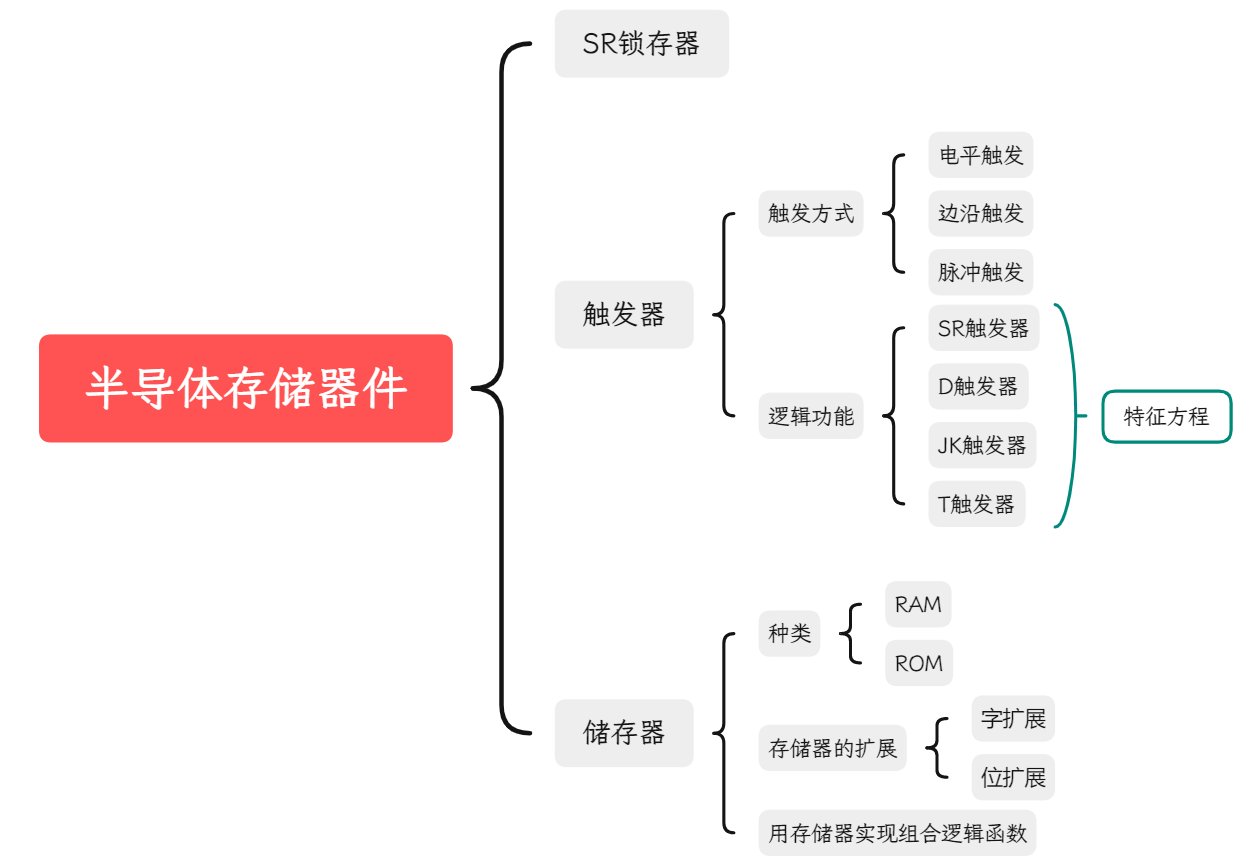 半导体存储器件
SR锁存器
触发器
触发方式
电平触发
边沿触发
脉冲触发
逻辑功能
SR触发器
D触发器
JK触发器
T触发器
特征方程
储存器
种类
RAM
ROM
存储器的扩展
字扩展
位扩展
用存储器实现组合逻辑函数